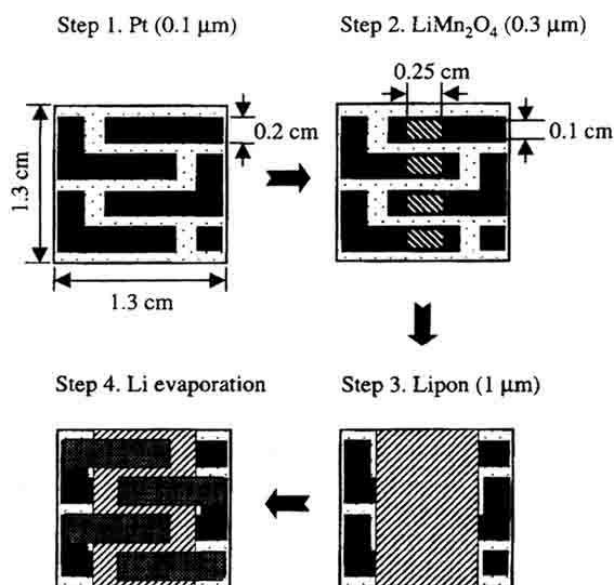 Step 1. Pt (0.1 μm)
Step 2. LiMn₂O₄ (0.3 μm)
0.25 cm
0.2 cm
0.1 cm
1.3 cm
1.3 cm
Step 4. Li evaporation
Step 3. Lipon (1 μm)